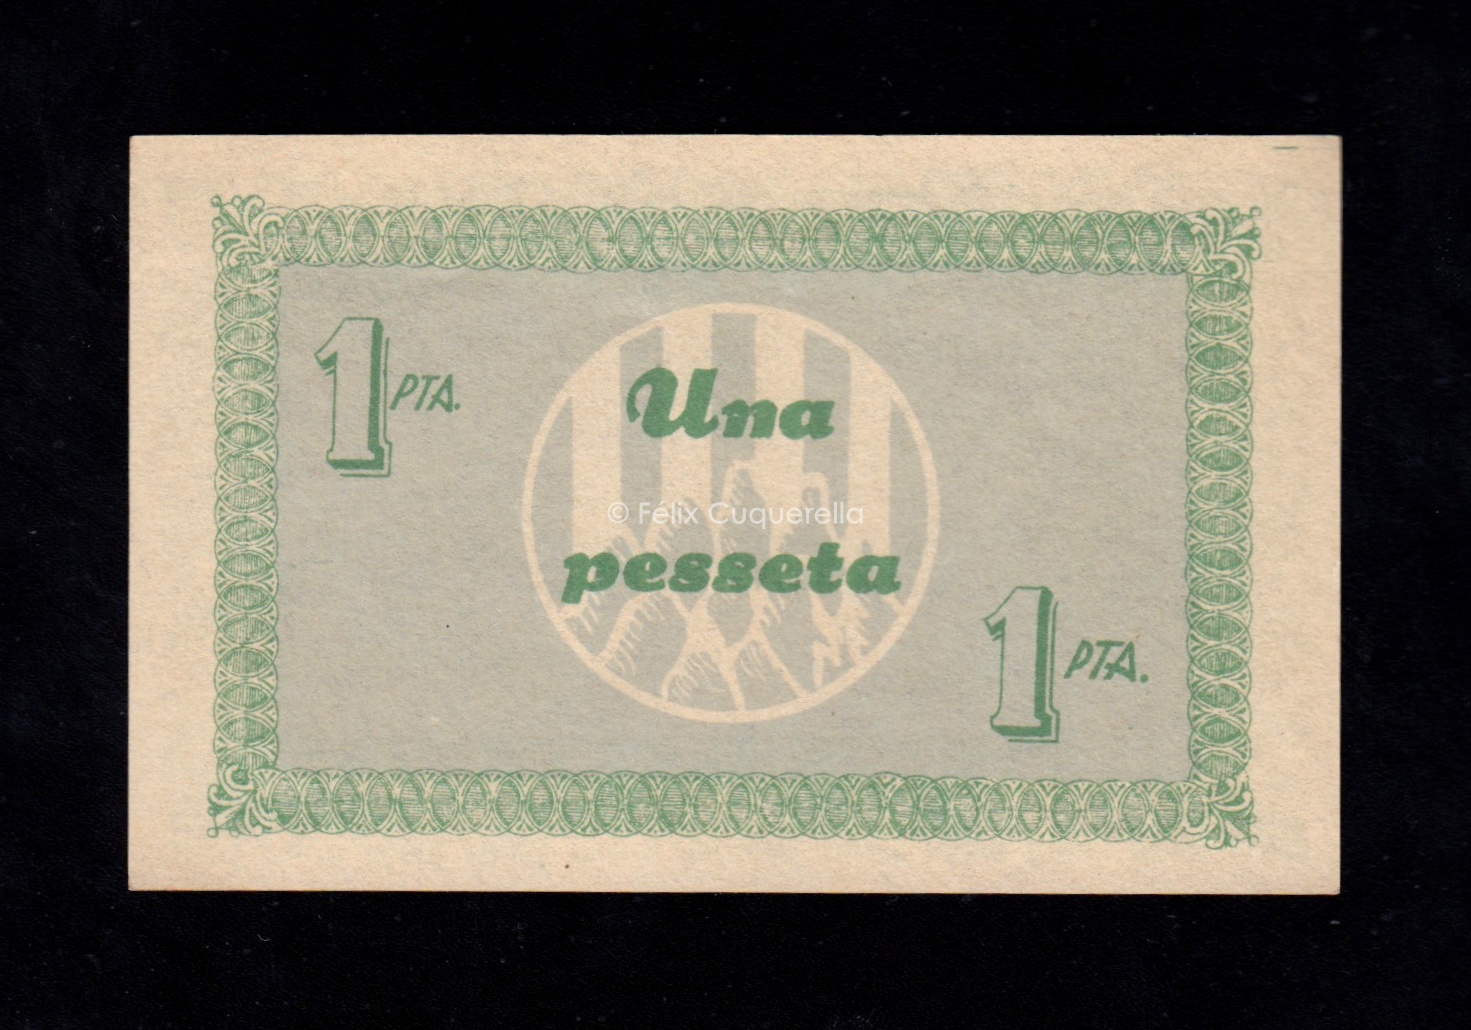 1 PTA.
Una
© Félix Cuquerella
pesseta
1 PTA.